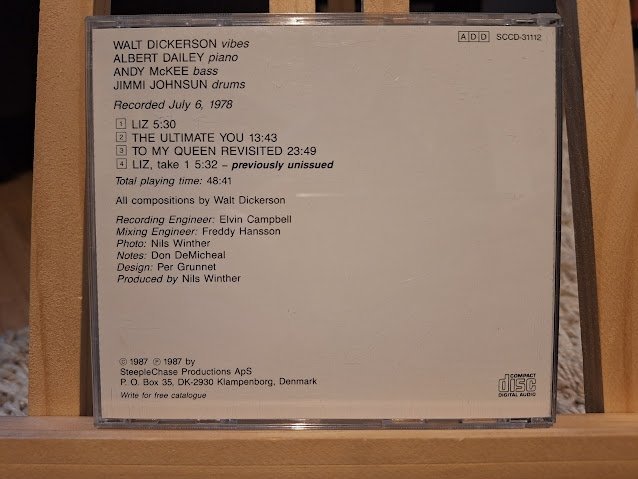 WALT DICKERSON vibes
ALBERT DAILEY piano
ANDY McKEE bass
JIMMI JOHNSUN drums
ADD SCCD-31112
Recorded July 6, 1978
1 LIZ 5:30
2 THE ULTIMATE YOU 13:43
3 TO MY QUEEN REVISITED 23:49
4 LIZ, take 1 5:32 – previously unissued
Total playing time: 48:41
All compositions by Walt Dickerson
Recording Engineer: Elvin Campbell
Mixing Engineer: Freddy Hansson
Photo: Nils Winther
Notes: Don DeMicheal
Design: Per Grunnet
Produced by Nils Winther
© 1987 ℗ 1987 by
SteepleChase Productions ApS
P. O. Box 35, DK-2930 Klampenborg, Denmark
Write for free catalogue
COMPACT
disc
DIGITAL AUDIO